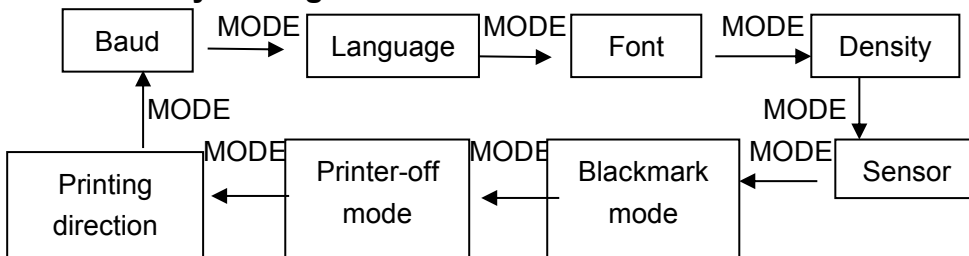 Baud MODE Language MODE Font MODE Density
MODE MODE
Printing direction MODE Printer-off mode MODE Blackmark mode MODE Sensor